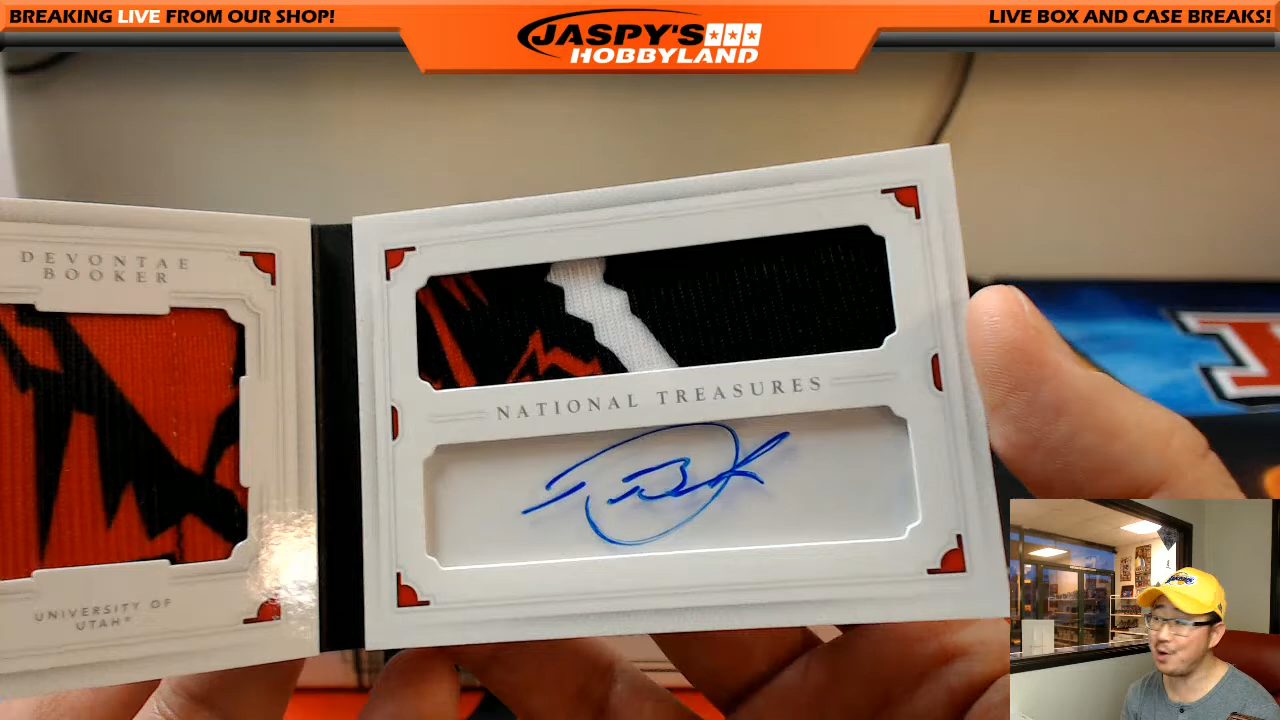 BREAKING LIVE FROM OUR SHOP!
JASPY'S
HOBBYLAND
LIVE BOX AND CASE BREAKS!
DEVONTAE
BOOKER
UNIVERSITY OF
UTAH®
NATIONAL TREASURES